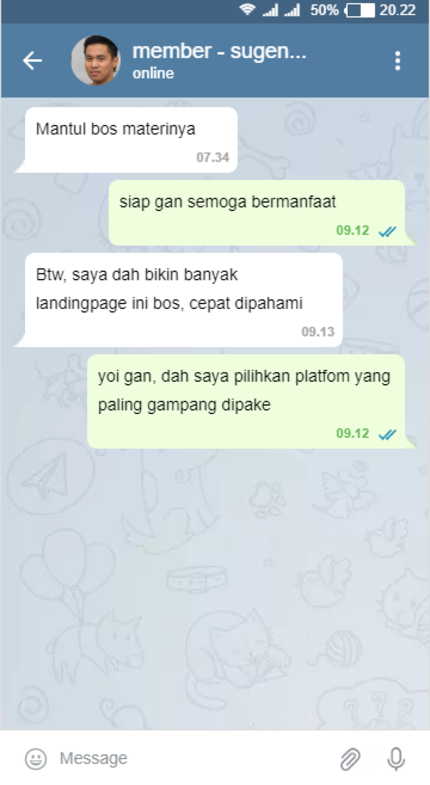 50% 20.22
member - sugen...
online
Mantul bos materinya
07.34
siap gan semoga bermanfaat
09.12
Btw, saya dah bikin banyak
landingpage ini bos, cepat dipahami
09.13
yoi gan, dah saya pilihkan platfom yang
paling gampang dipake
09.12
Message